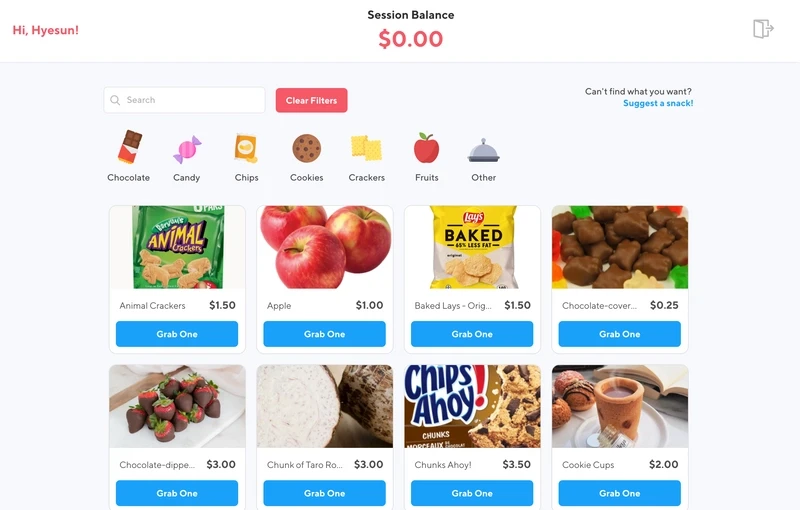 Hi, Hyesun!
Session Balance
$0.00
Search
Clear Filters
Can't find what you want?
Suggest a snack!
Chocolate
Candy
Chips
Cookies
Crackers
Fruits
Other
ANIMAL
Crackers
Lay's
BAKED
65% LESS FAT
original
Animal Crackers $1.50
Apple $1.00
Baked Lays - Orig... $1.50
Chocolate-cover... $0.25
Grab One
Grab One
Grab One
Grab One
Chips
Ahoy!
CHUNKS
MORCEAUX
Chocolate-dippe... $3.00
Chunk of Taro Ro... $3.00
Chunks Ahoy! $3.50
Cookie Cups $2.00
Grab One
Grab One
Grab One
Grab One